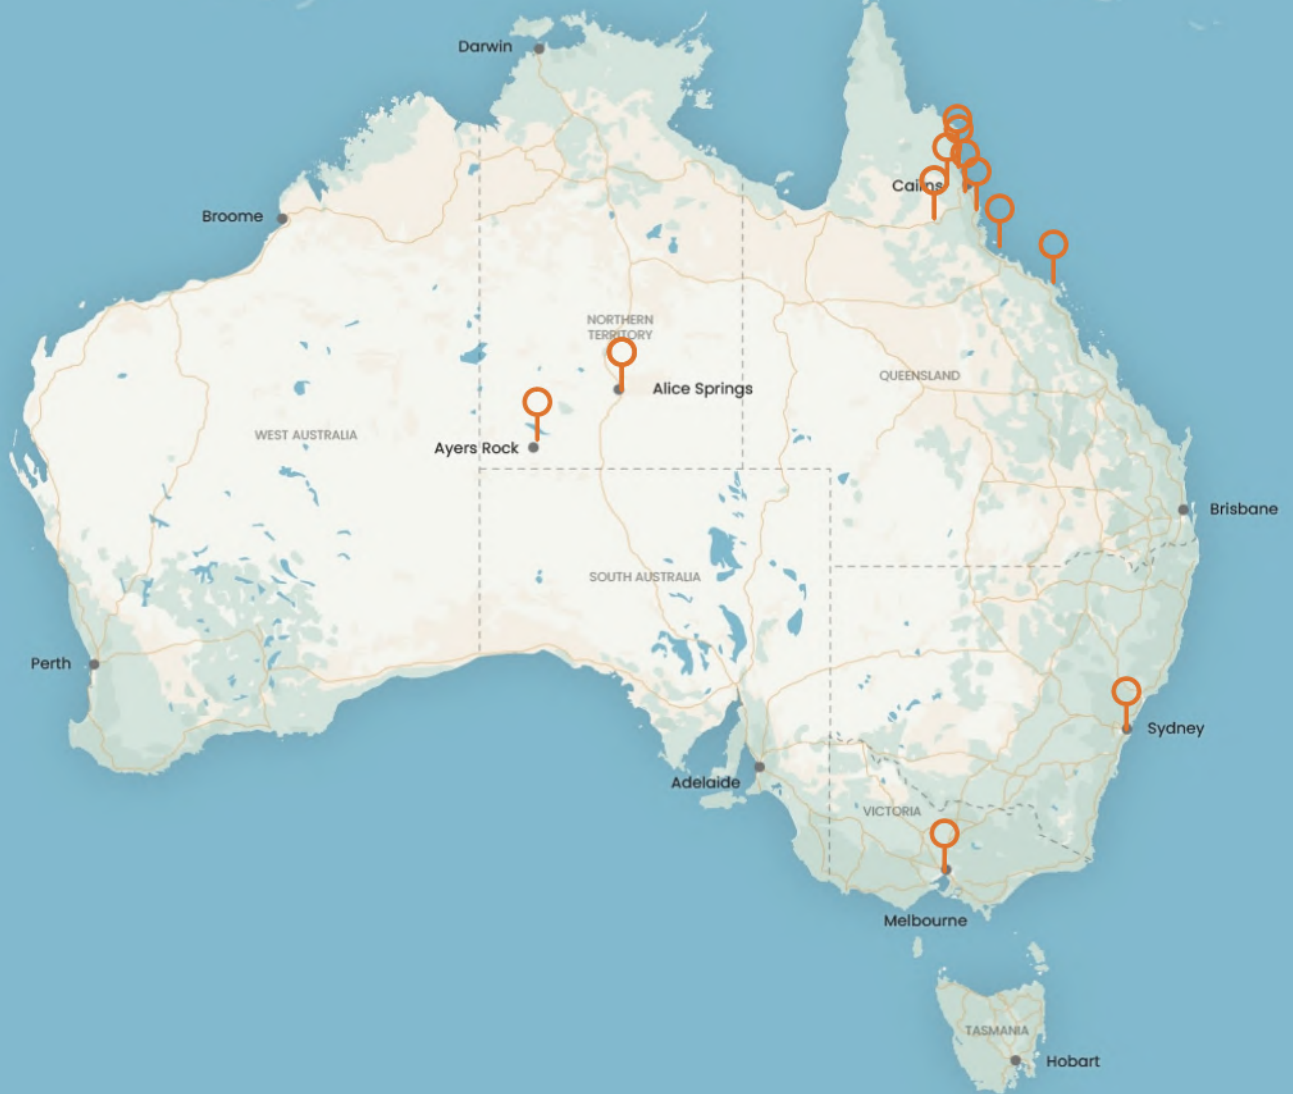 Darwin
Cairns
Broome
NORTHERN
TERRITORY
QUEENSLAND
Alice Springs
WEST AUSTRALIA
Ayers Rock
Brisbane
SOUTH AUSTRALIA
Perth
Sydney
Adelaide
VICTORIA
Melbourne
TASMANIA
Hobart